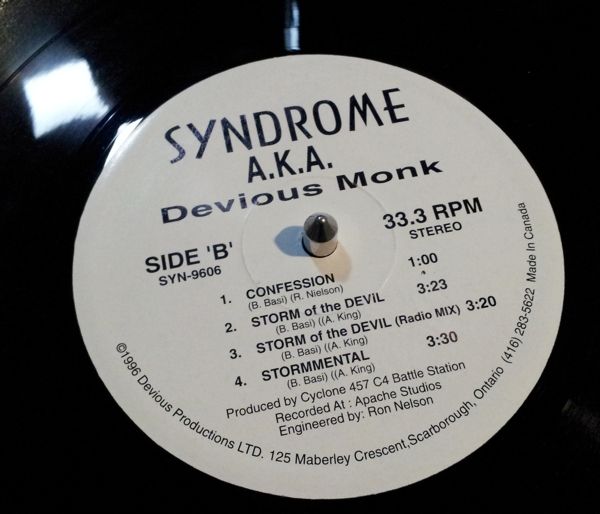 SYNDROME
A.K.A.
Devious Monk
SIDE 'B'
SYN-9606
33.3 RPM
STEREO
1. CONFESSION 1:00
(B. Basi) (R. Nielson)
2. STORM of the DEVIL 3:23
(B. Basi) ((A. King)
3. STORM of the DEVIL (Radio MIX) 3:20
(B. Basi) ((A. King)
4. STORMMENTAL 3:30
(B. Basi) ((A. King)
Produced by Cyclone 457 C4 Battle Station
Recorded At : Apache Studios
Engineered by: Ron Nelson
©1996 Devious Productions LTD. 125 Maberley Crescent,Scarborough, Ontario (416) 283-5622 Made In Canada